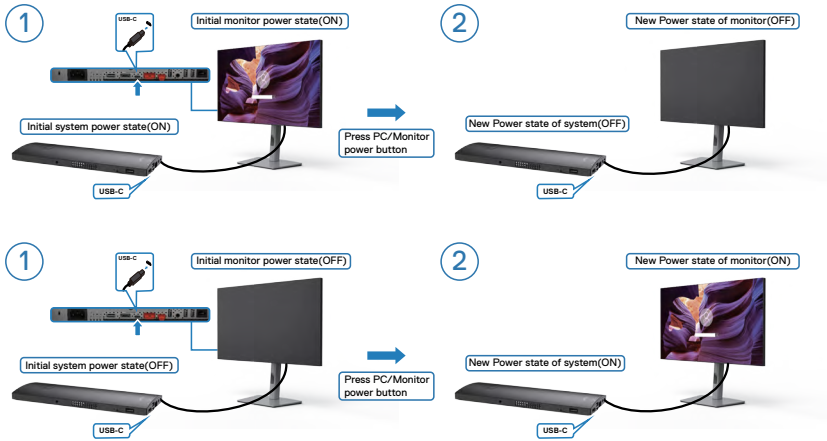 1
USB-C
Initial monitor power state(ON)
Initial system power state(ON)
USB-C
Press PC/Monitor
power button
2
New Power state of monitor(OFF)
New Power state of system(OFF)
USB-C
1
USB-C
Initial monitor power state(OFF)
Initial system power state(OFF)
USB-C
Press PC/Monitor
power button
2
New Power state of monitor(ON)
New Power state of system(ON)
USB-C